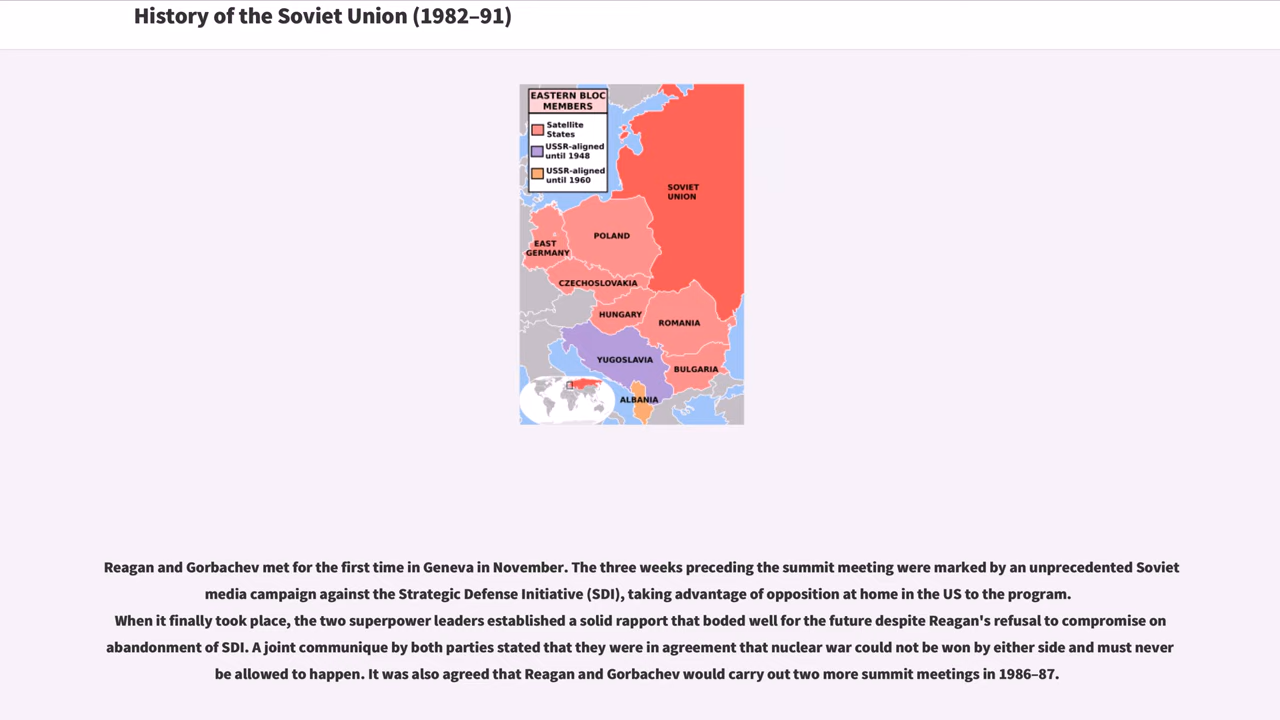 History of the Soviet Union (1982–91)
EASTERN BLOC
MEMBERS
Satellite
States
USSR-aligned
until 1948
USSR-aligned
until 1960
SOVIET
UNION
POLAND
EAST
GERMANY
CZECHOSLOVAKIA
HUNGARY
ROMANIA
YUGOSLAVIA
BULGARIA
ALBANIA
Reagan and Gorbachev met for the first time in Geneva in November. The three weeks preceding the summit meeting were marked by an unprecedented Soviet
media campaign against the Strategic Defense Initiative (SDI), taking advantage of opposition at home in the US to the program.
When it finally took place, the two superpower leaders established a solid rapport that boded well for the future despite Reagan's refusal to compromise on
abandonment of SDI. A joint communique by both parties stated that they were in agreement that nuclear war could not be won by either side and must never
be allowed to happen. It was also agreed that Reagan and Gorbachev would carry out two more summit meetings in 1986–87.